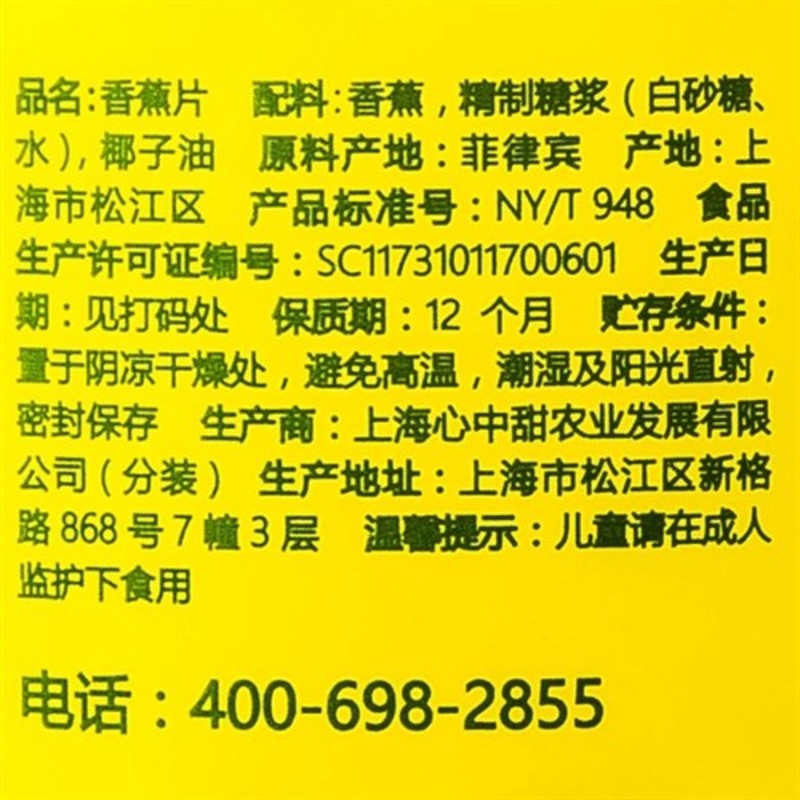 品名：香蕉片 配料：香蕉，精制糖浆（白砂糖、
水），椰子油 原料产地：菲律宾 产地：上
海市松江区 产品标准号：NY/T 948 食品
生产许可证编号：SC11731011700601 生产日
期：见打码处 保质期：12 个月 贮存条件：
置于阴凉干燥处，避免高温，潮湿及阳光直射，
密封保存 生产商：上海心中甜农业发展有限
公司（分装） 生产地址：上海市松江区新格
路 868 号 7 幢 3 层 温馨提示：儿童请在成人
监护下食用
电话：400-698-2855